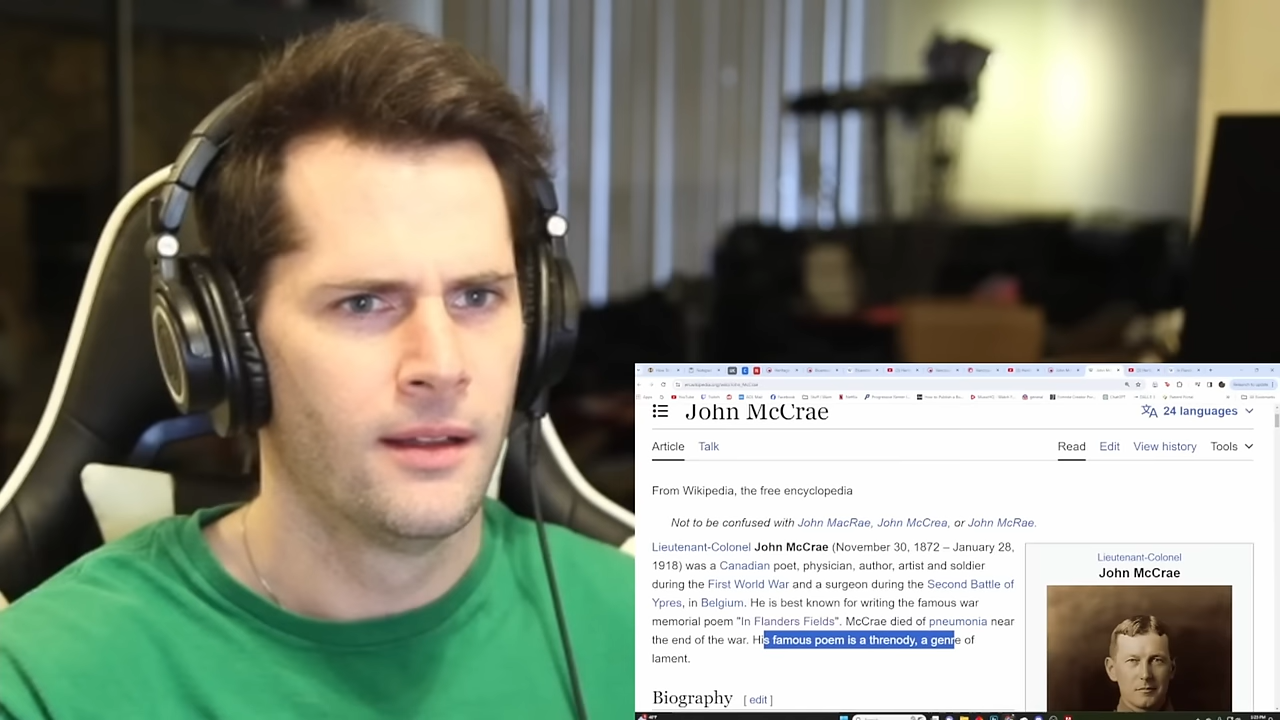 John McCrae
24 languages
Article Talk Read Edit View history Tools
From Wikipedia, the free encyclopedia
Not to be confused with John MacRae, John McCrea, or John McRae.
Lieutenant-Colonel John McCrae (November 30, 1872 – January 28,
1918) was a Canadian poet, physician, author, artist and soldier
during the First World War and a surgeon during the Second Battle of
Ypres, in Belgium. He is best known for writing the famous war
memorial poem "In Flanders Fields". McCrae died of pneumonia near
the end of the war. His famous poem is a threnody, a genre of
lament.
Lieutenant-Colonel
John McCrae
Biography [ edit ]